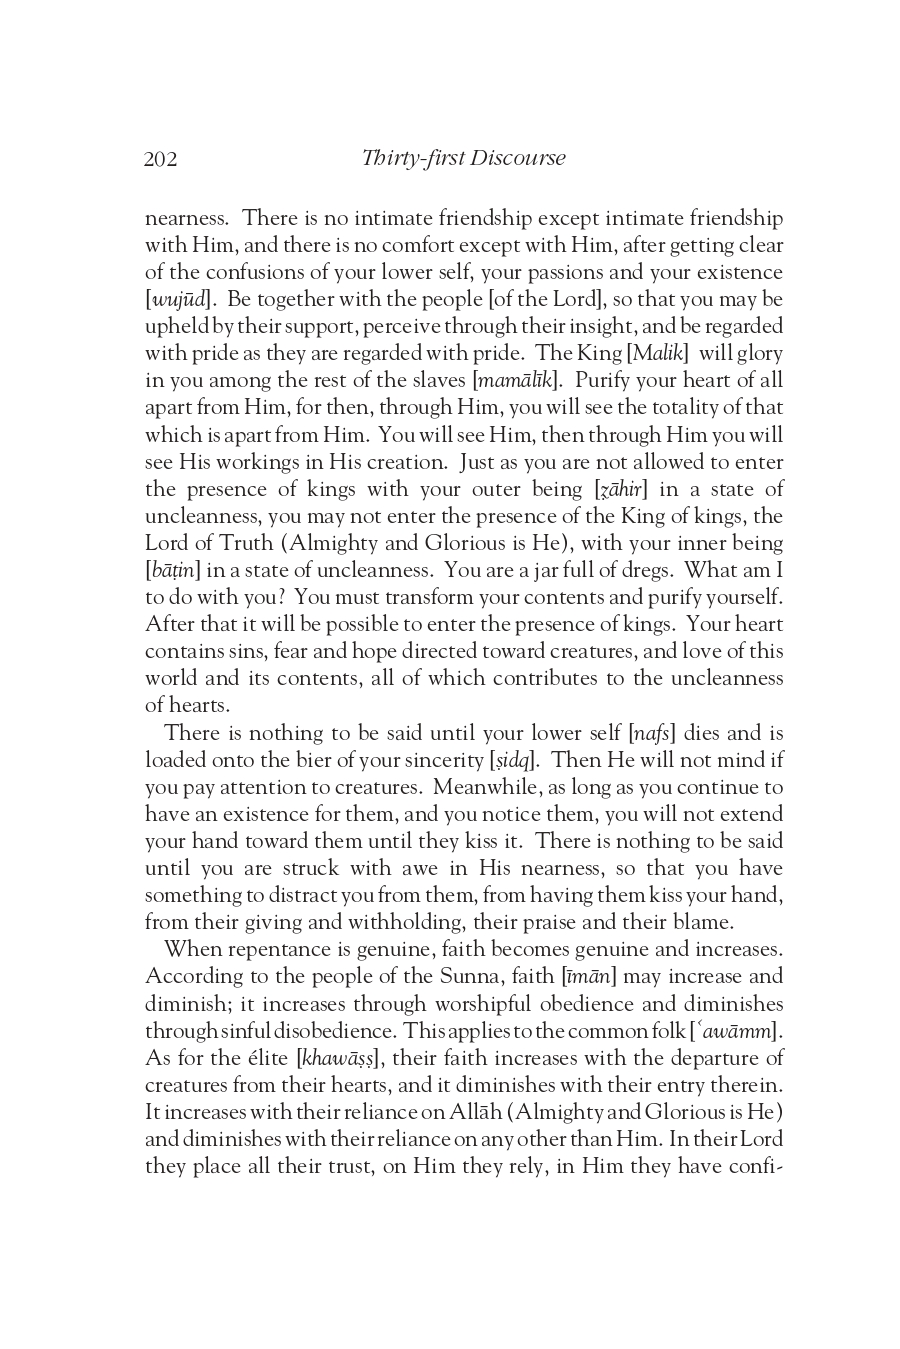 202
Thirty-first Discourse
nearness. There is no intimate friendship except intimate friendship
with Him, and there is no comfort except with Him, after getting clear
of the confusions of your lower self, your passions and your existence
[wujūd]. Be together with the people [of the Lord], so that you may be
upheld by their support, perceive through their insight, and be regarded
with pride as they are regarded with pride. The King [Malik] will glory
in you among the rest of the slaves [mamālīk]. Purify your heart of all
apart from Him, for then, through Him, you will see the totality of that
which is apart from Him. You will see Him, then through Him you will
see His workings in His creation. Just as you are not allowed to enter
the presence of kings with your outer being [ẓāhir] in a state of
uncleanness, you may not enter the presence of the King of kings, the
Lord of Truth (Almighty and Glorious is He), with your inner being
[bāṭin] in a state of uncleanness. You are a jar full of dregs. What am I
to do with you? You must transform your contents and purify yourself.
After that it will be possible to enter the presence of kings. Your heart
contains sins, fear and hope directed toward creatures, and love of this
world and its contents, all of which contributes to the uncleanness
of hearts.
There is nothing to be said until your lower self [nafs] dies and is
loaded onto the bier of your sincerity [ṣidq]. Then He will not mind if
you pay attention to creatures. Meanwhile, as long as you continue to
have an existence for them, and you notice them, you will not extend
your hand toward them until they kiss it. There is nothing to be said
until you are struck with awe in His nearness, so that you have
something to distract you from them, from having them kiss your hand,
from their giving and withholding, their praise and their blame.
When repentance is genuine, faith becomes genuine and increases.
According to the people of the Sunna, faith [īmān] may increase and
diminish; it increases through worshipful obedience and diminishes
through sinful disobedience. This applies to the common folk [ʿawāmm].
As for the élite [khawāṣṣ], their faith increases with the departure of
creatures from their hearts, and it diminishes with their entry therein.
It increases with their reliance on Allāh (Almighty and Glorious is He)
and diminishes with their reliance on any other than Him. In their Lord
they place all their trust, on Him they rely, in Him they have confi-